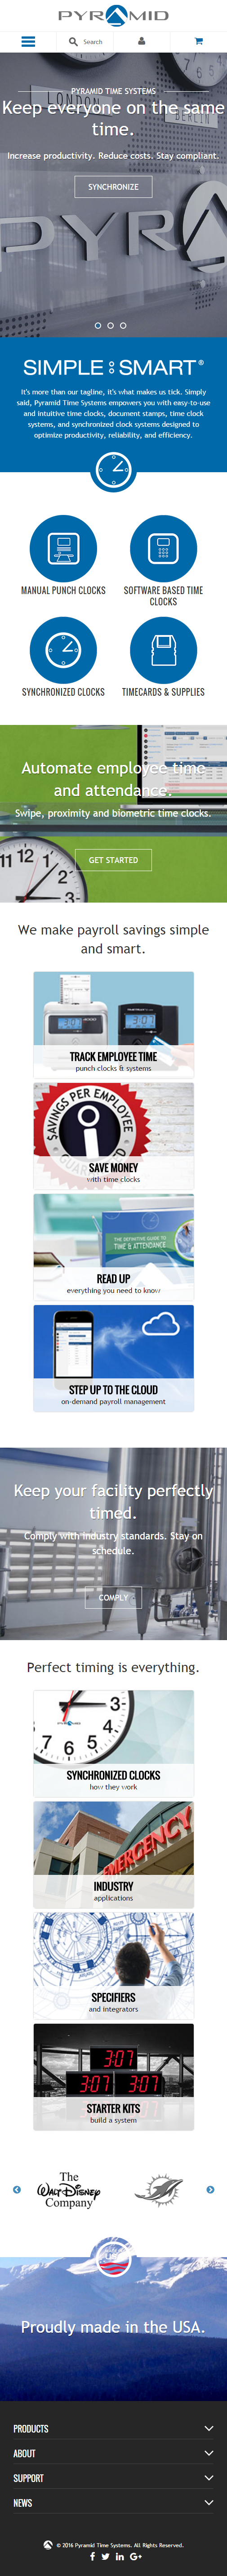 PYRAMID
Search
LONDON
BERLIN
PYRAMID TIME SYSTEMS
Keep everyone on the same
time.
Increase productivity. Reduce costs. Stay compliant.
SYNCHRONIZE
SIMPLE SMART®
It's more than our tagline, it's what makes us tick. Simply
said, Pyramid Time Systems empowers you with easy-to-use
and intuitive time clocks, document stamps, time clock
systems, and synchronized clock systems designed to
optimize productivity, reliability, and efficiency.
MANUAL PUNCH CLOCKS
SOFTWARE BASED TIME
CLOCKS
SYNCHRONIZED CLOCKS
TIMECARDS & SUPPLIES
Automate employee time
and attendance.
Swipe, proximity and biometric time clocks.
GET STARTED
We make payroll savings simple
and smart.
TRACK EMPLOYEE TIME
punch clocks & systems
SAVINGS PER EMPLOYEE
SAVE MONEY
with time clocks
THE DEFINITIVE GUIDE TO
TIME & ATTENDANCE
READ UP
everything you need to know
STEP UP TO THE CLOUD
on-demand payroll management
Keep your facility perfectly
timed.
Comply with industry standards. Stay on
schedule.
COMPLY
Perfect timing is everything.
SYNCHRONIZED CLOCKS
how they work
EMERGENCY
INDUSTRY
applications
SPECIFIERS
and integrators
3:07
3:07 3:07
STARTER KITS
build a system
The
Walt Disney
Company
Proudly made in the USA.
PRODUCTS
ABOUT
SUPPORT
NEWS
© 2016 Pyramid Time Systems. All Rights Reserved.